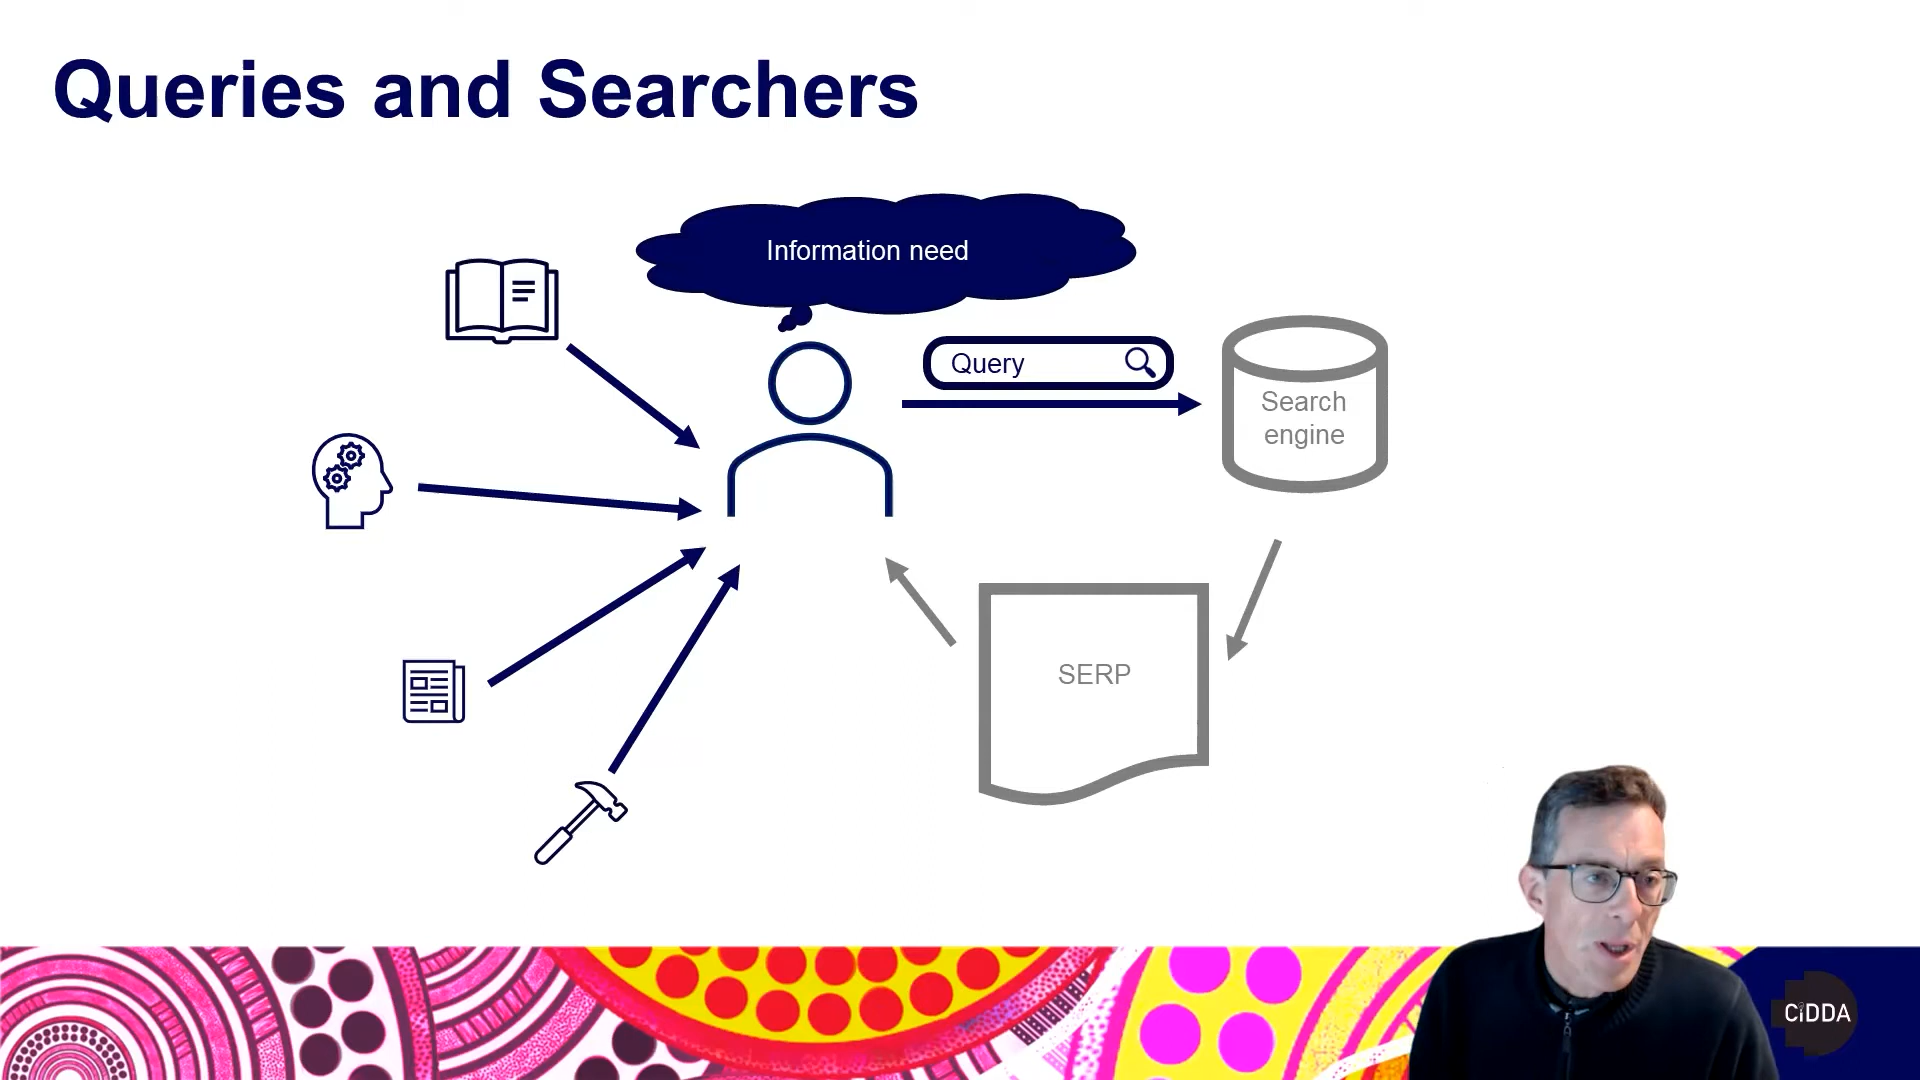 Queries and Searchers
Information need
Query
Search
engine
SERP
CiDDA